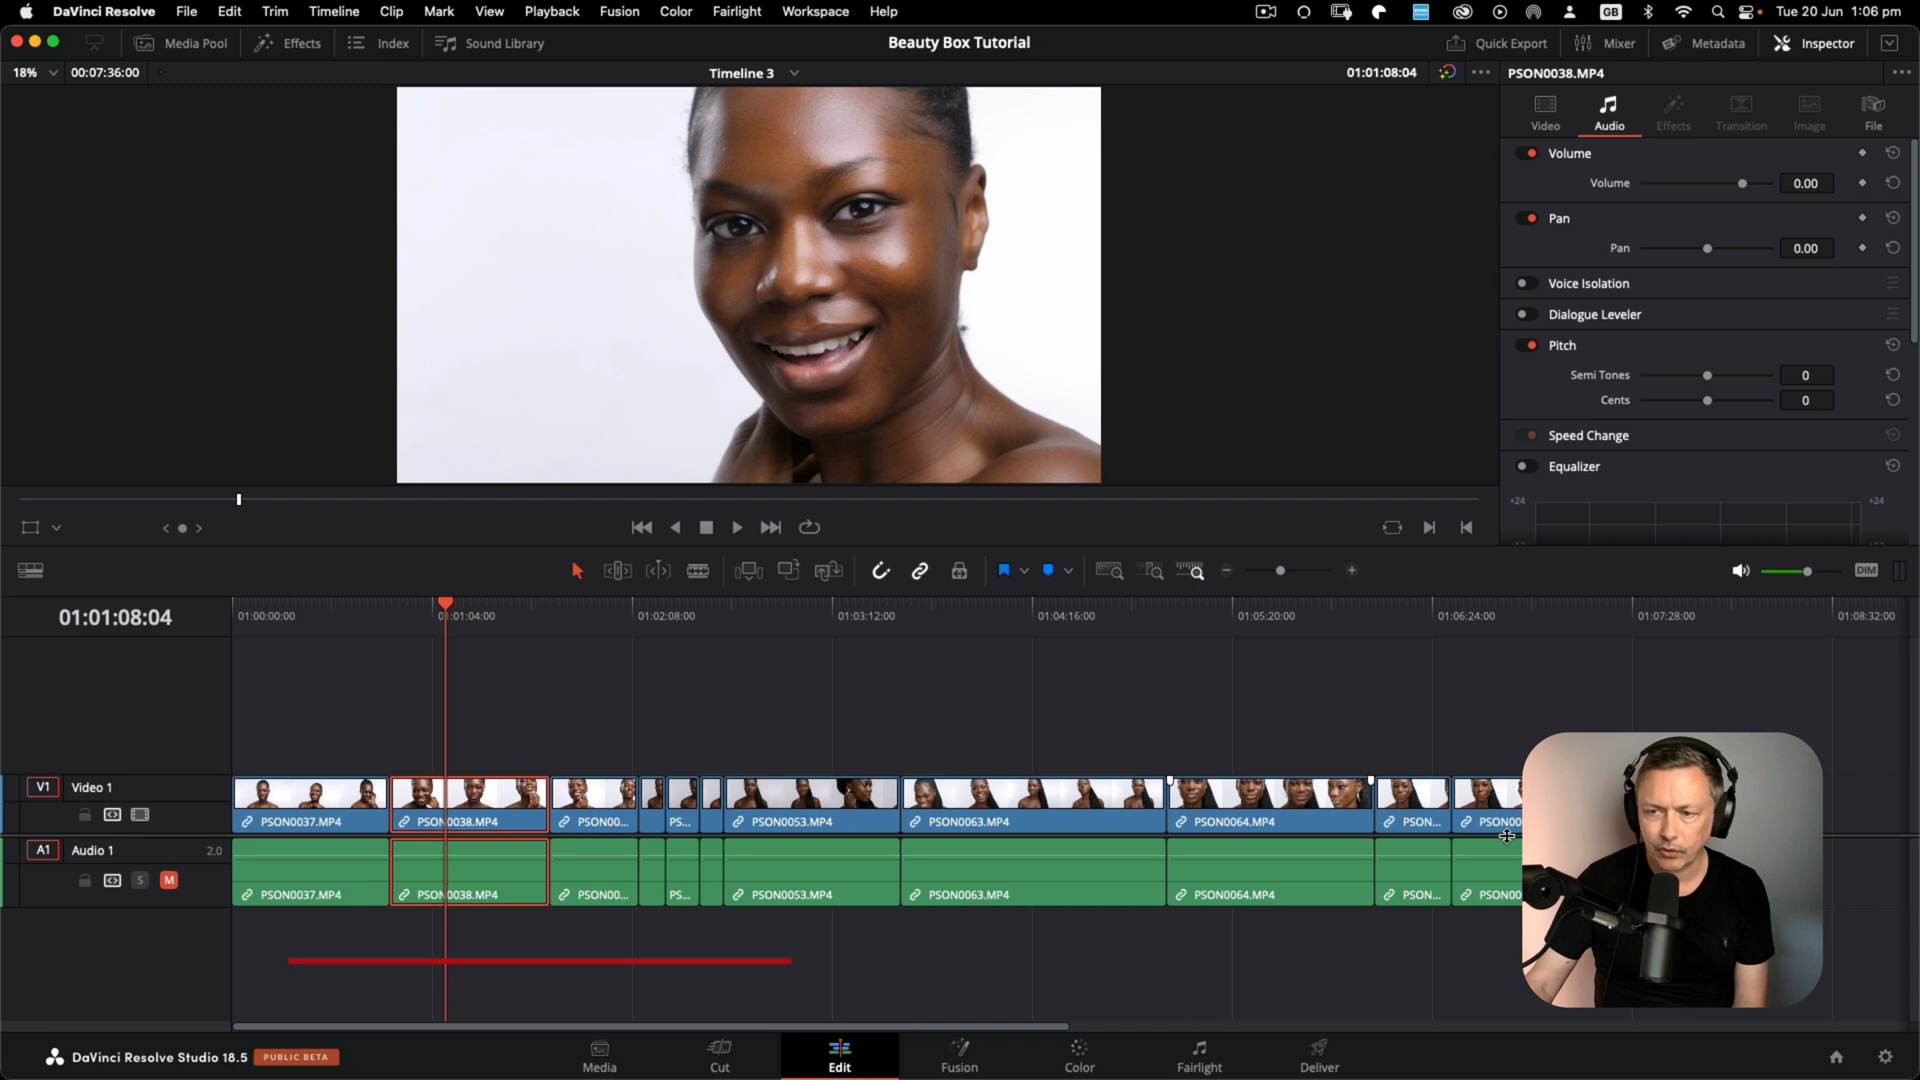 DaVinci Resolve File Edit Trim Timeline Clip Mark View Playback Fusion Color Fairlight Workspace Help GB Tue 20 Jun 1:06 pm
Media Pool Effects Index Sound Library Beauty Box Tutorial Quick Export Mixer Metadata Inspector
18% 00:07:36:00 Timeline 3 01:01:08:04 PSON0038.MP4
Video Audio Effects Transition Image File
Volume
Volume 0.00
Pan
Pan 0.00
Voice Isolation
Dialogue Leveler
Pitch
Semi Tones 0
Cents 0
Speed Change
Equalizer
+24 +24
DIM
01:01:08:04 01:00:00:00 01:01:04:00 01:02:08:00 01:03:12:00 01:04:16:00 01:05:20:00 01:06:24:00 01:07:28:00 01:08:32:00
V1 Video 1
PSON0037.MP4 PSON0038.MP4 PSON00... PS... PSON0053.MP4 PSON0063.MP4 PSON0064.MP4 PSON... PSON00
A1 Audio 1 2.0
S M
PSON0037.MP4 PSON0038.MP4 PSON00... PS... PSON0053.MP4 PSON0063.MP4 PSON0064.MP4 PSON... PSON00
DaVinci Resolve Studio 18.5 PUBLIC BETA
Media Cut Edit Fusion Color Fairlight Deliver